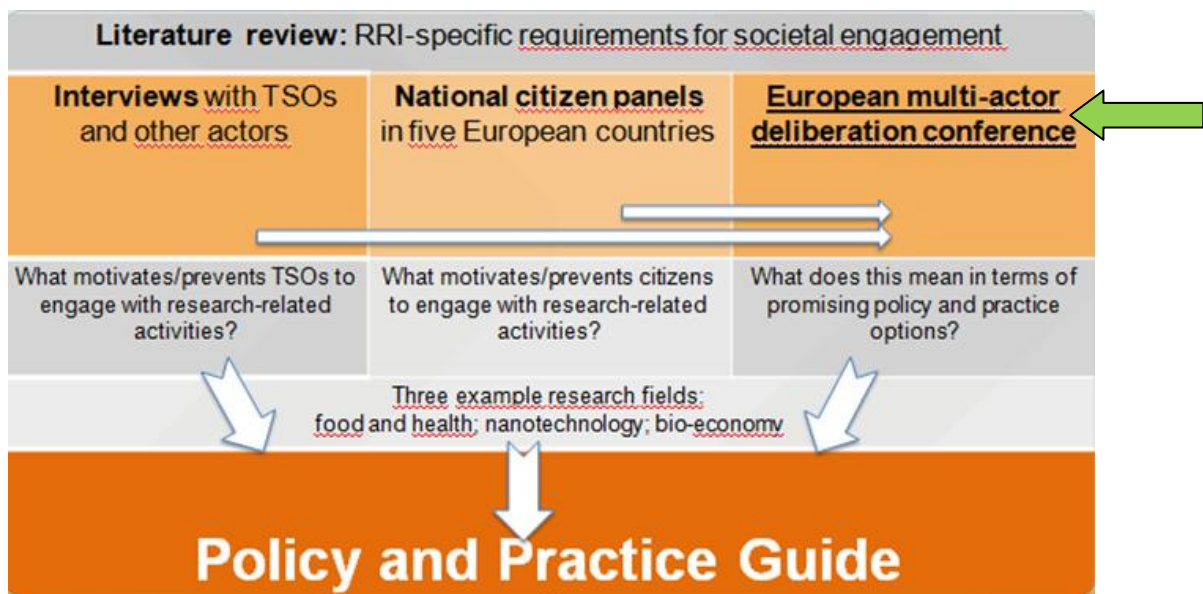 Literature review: RRI-specific requirements for societal engagement
Interviews with TSOs
and other actors
National citizen panels
in five European countries
European multi-actor
deliberation conference
What motivates/prevents TSOs to
engage with research-related
activities?
What motivates/prevents citizens
to engage with research-related
activities?
What does this mean in terms of
promising policy and practice
options?
Three example research fields:
food and health; nanotechnology; bio-economy
Policy and Practice Guide